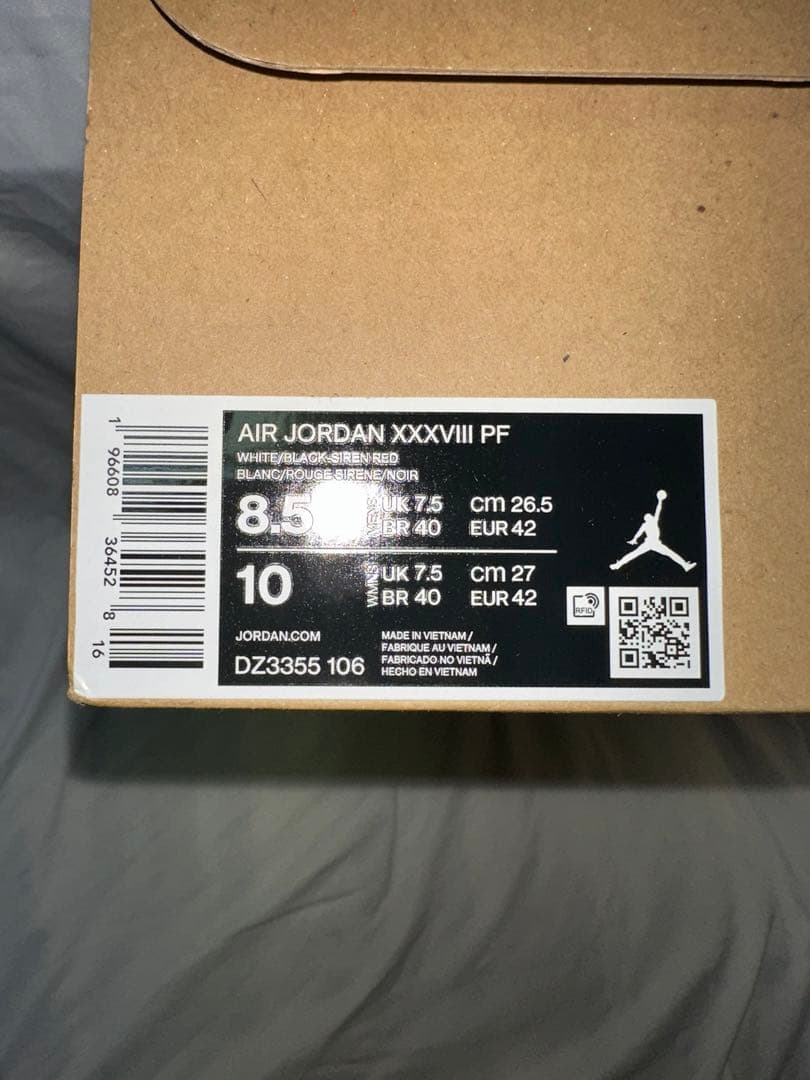 AIR JORDAN XXXVIII PF
WHITE/BLACK-SIREN RED
BLANC/ROUGE SIRENE/NOIR
8.5 UK 7.5 CM 26.5
BR 40 EUR 42
10 WMNS UK 7.5 CM 27
BR 40 EUR 42
RFID
JORDAN.COM
DZ3355 106
MADE IN VIETNAM /
FABRIQUE AU VIETNAM /
FABRICADO NO VIETNÃ /
HECHO EN VIETNAM
1 96608 36452 8 16